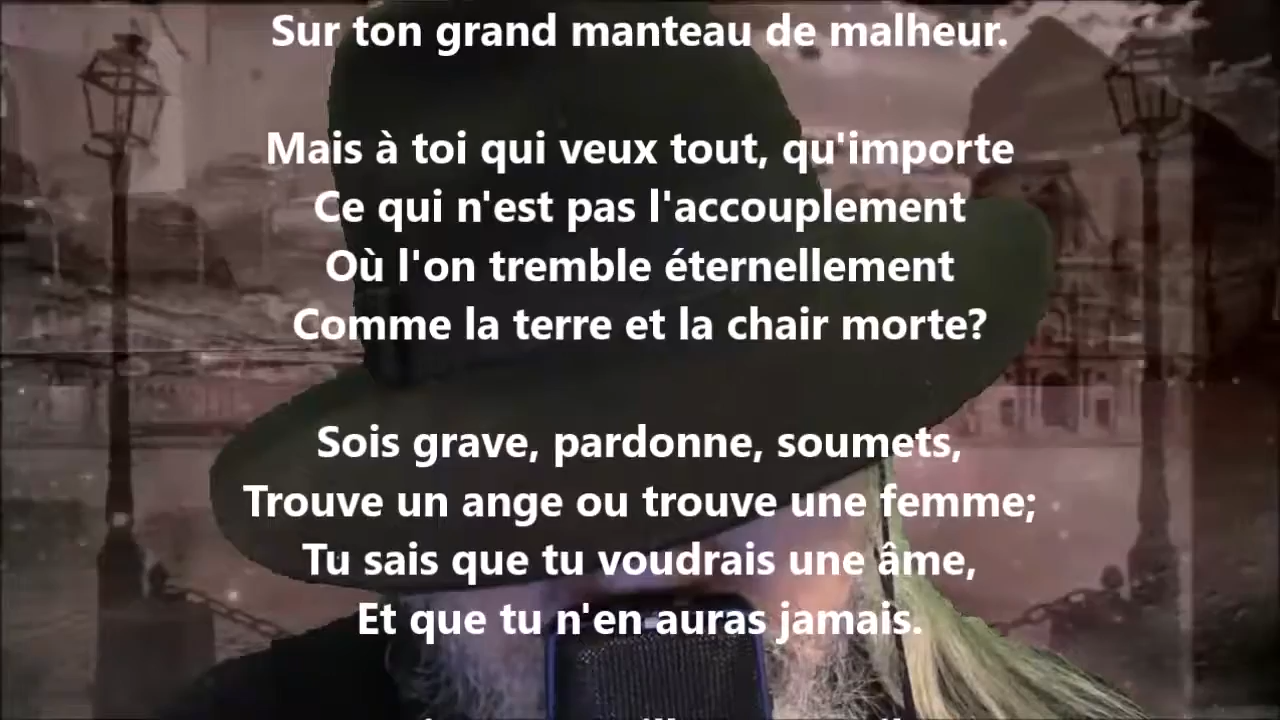 Sur ton grand manteau de malheur.
Mais à toi qui veux tout, qu'importe
Ce qui n'est pas l'accouplement
Où l'on tremble éternellement
Comme la terre et la chair morte?
Sois grave, pardonne, soumets,
Trouve un ange ou trouve une femme;
Tu sais que tu voudrais une âme,
Et que tu n'en auras jamais.